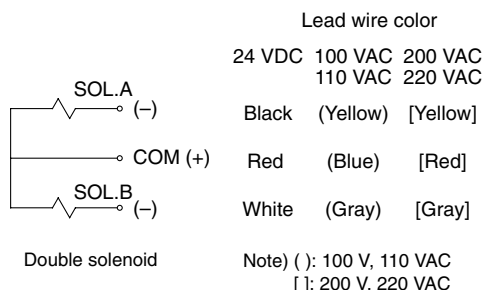 Lead wire color
24 VDC 100 VAC 200 VAC
110 VAC 220 VAC
SOL.A
(–) Black (Yellow) [Yellow]
COM (+) Red (Blue) [Red]
SOL.B
(–) White (Gray) [Gray]
Double solenoid Note) ( ): 100 V, 110 VAC
[ ]: 200 V, 220 VAC